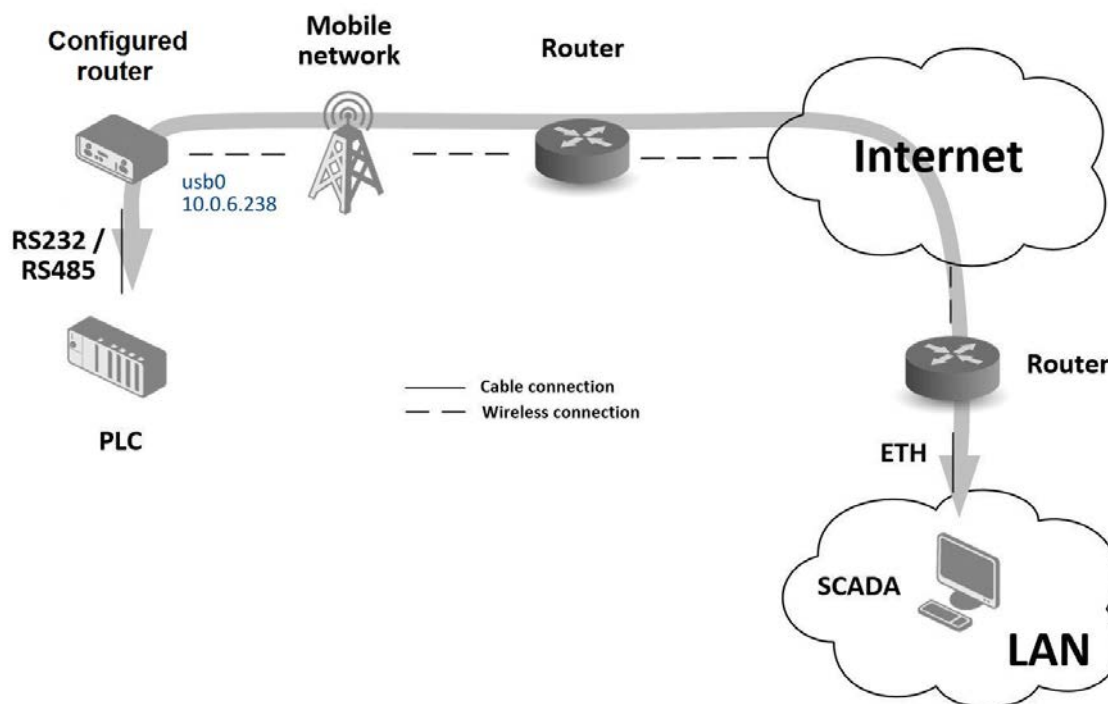 Configured
router
Mobile
network
Router
Internet
usb0
10.0.6.238
RS232 /
RS485
PLC
Cable connection
Wireless connection
Router
ETH
SCADA
LAN